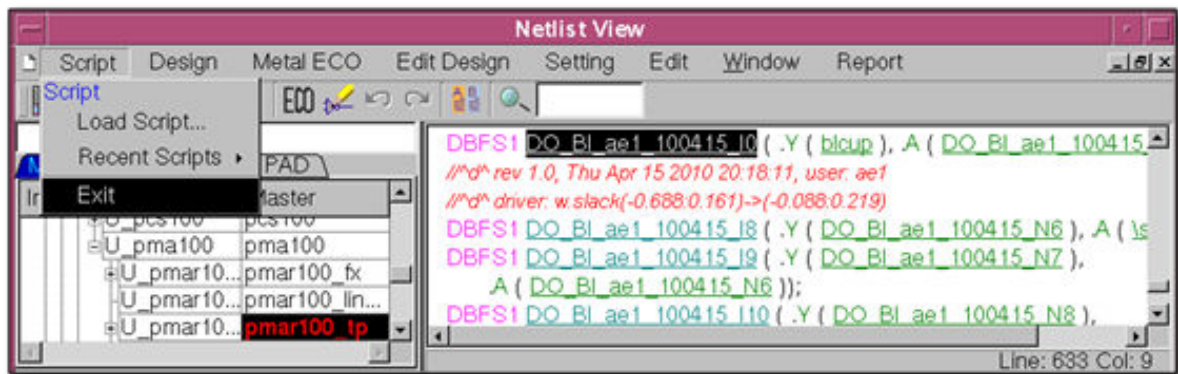 Netlist View
Script Design Metal ECO Edit Design Setting Edit Window Report
Script
Load Script...
Recent Scripts
Exit
ECO
PAD
Master
U_pcs100 pcs100
U_pma100 pma100
U_pmar10... pmar100_fx
U_pmar10... pmar100_lin...
U_pmar10... pmar100_tp
DBFS1 DO_BI_ae1_100415_I0 ( .Y ( blcup ), .A ( DO_BI_ae1_100415_
//^d^ rev 1.0, Thu Apr 15 2010 20:18:11, user: ae1
//^d^ driver: w.slack(-0.688:0.161)->(-0.088:0.219)
DBFS1 DO_BI_ae1_100415_I8 ( .Y ( DO_BI_ae1_100415_N6 ), .A ( \s
DBFS1 DO_BI_ae1_100415_I9 ( .Y ( DO_BI_ae1_100415_N7 ),
.A ( DO_BI_ae1_100415_N6 ));
DBFS1 DO_BI_ae1_100415_I10 ( .Y ( DO_BI_ae1_100415_N8 ),
Line: 633 Col: 9